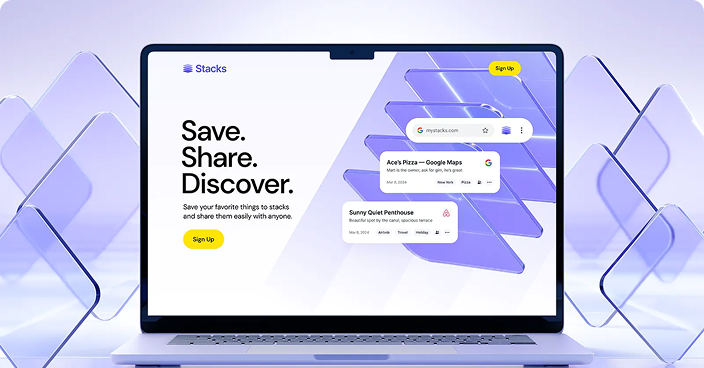 Stacks
Sign Up
Save.
Share.
Discover.
Save your favorite things to stacks
and share them easily with anyone.
Sign Up
mystacks.com
Ace's Pizza — Google Maps
Matt is the owner, ask for gim, he's great
Mar 8, 2024 New York Pizza
Sunny Quiet Penthouse
Beautiful spot by the canal, spacious terrace
Mar 8, 2024 Airbnb Travel Holiday